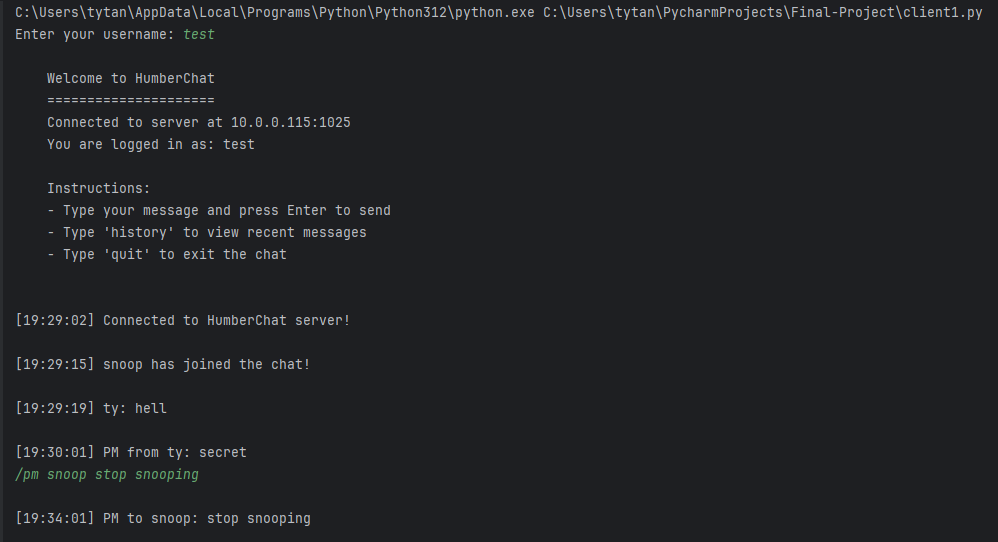 C:\Users\tytan\AppData\Local\Programs\Python\Python312\python.exe C:\Users\tytan\PycharmProjects\Final-Project\client1.py
Enter your username: test
Welcome to HumberChat
=====================
Connected to server at 10.0.0.115:1025
You are logged in as: test
Instructions:
- Type your message and press Enter to send
- Type 'history' to view recent messages
- Type 'quit' to exit the chat
[19:29:02] Connected to HumberChat server!
[19:29:15] snoop has joined the chat!
[19:29:19] ty: hell
[19:30:01] PM from ty: secret
/pm snoop stop snooping
[19:34:01] PM to snoop: stop snooping